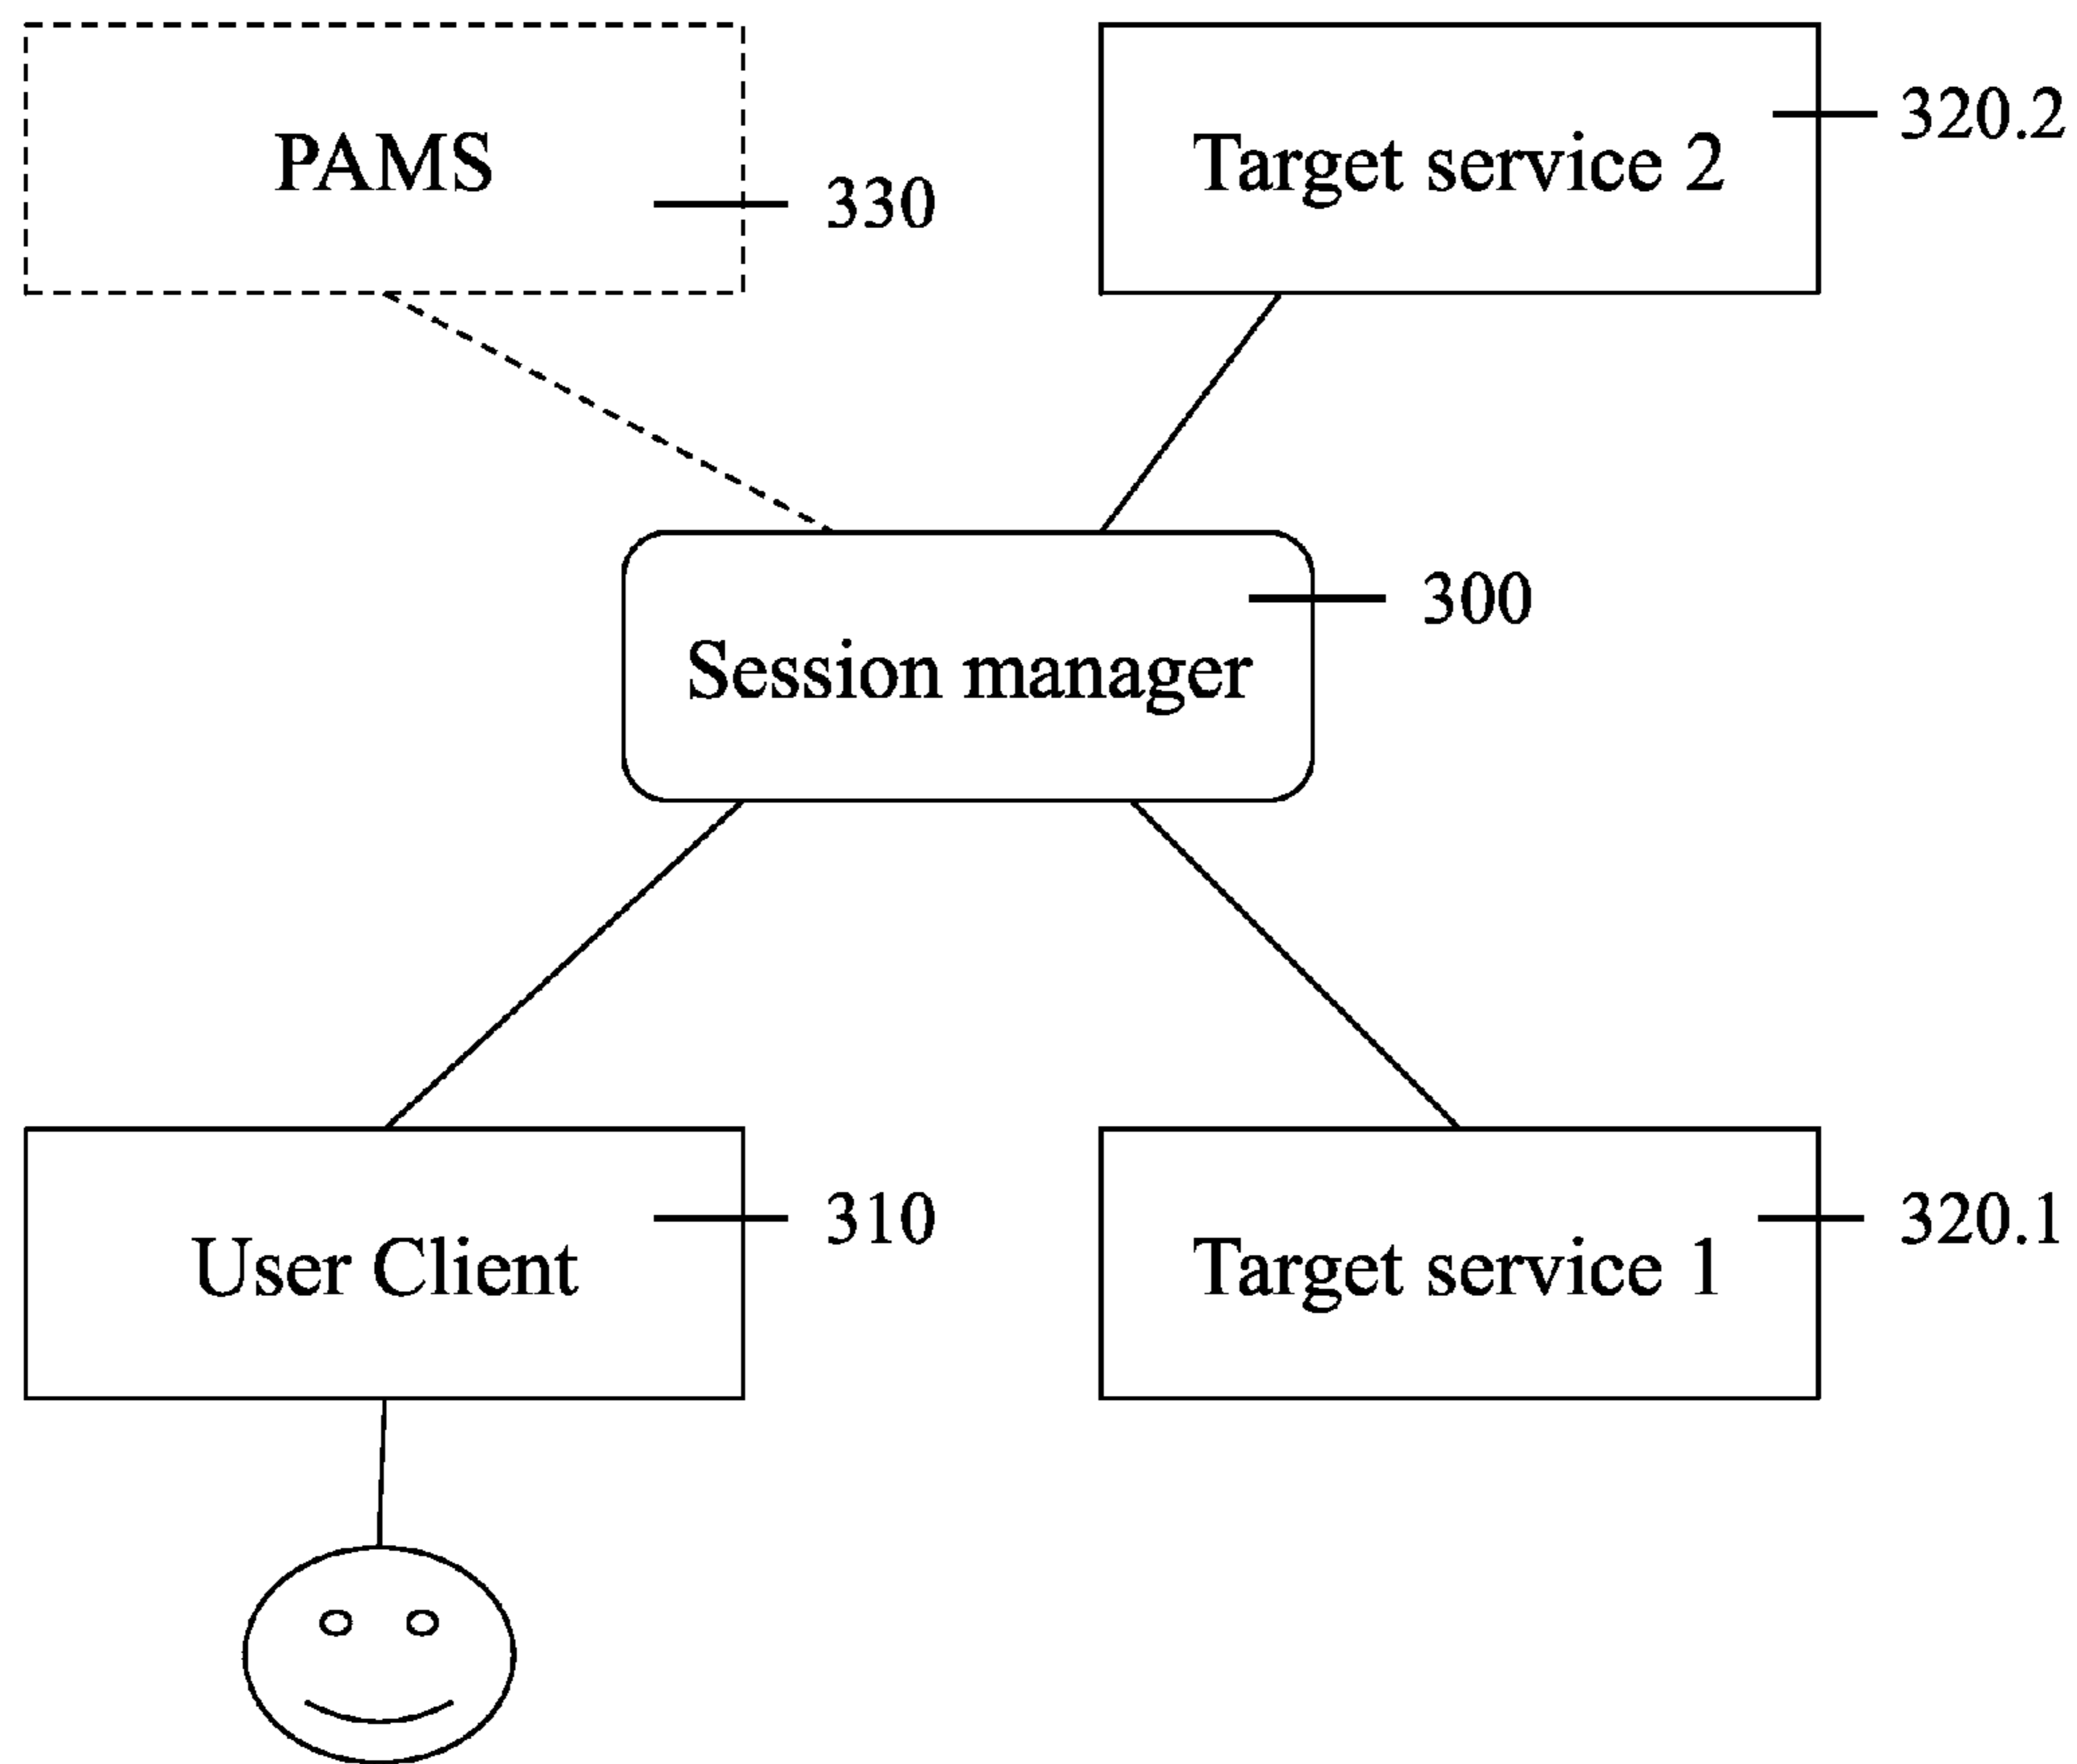 PAMS
330
Target service 2
320.2
Session manager
300
User Client
310
Target service 1
320.1